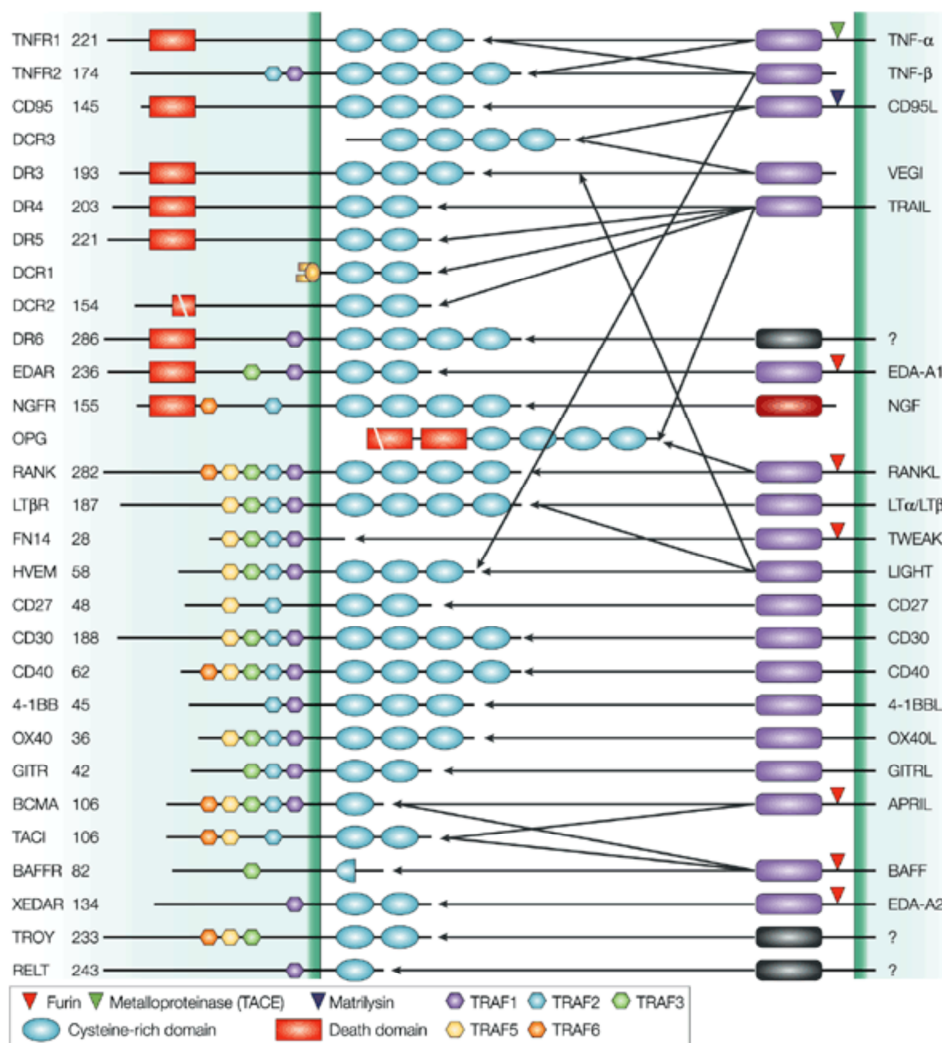 TNFR1 221 TNF-α
TNFR2 174 TNF-β
CD95 145 CD95L
DCR3
DR3 193 VEGI
DR4 203 TRAIL
DR5 221
DCR1
DCR2 154
DR6 286 ?
EDAR 236 EDA-A1
NGFR 155 NGF
OPG
RANK 282 RANKL
LTβR 187 LTα/LTβ
FN14 28 TWEAK
HVEM 58 LIGHT
CD27 48 CD27
CD30 188 CD30
CD40 62 CD40
4-1BB 45 4-1BBL
OX40 36 OX40L
GITR 42 GITRL
BCMA 106 APRIL
TACI 106
BAFFR 82 BAFF
XEDAR 134 EDA-A2
TROY 233 ?
RELT 243 ?
Furin Metalloproteinase (TACE) Matrilysin TRAF1 TRAF2 TRAF3
Cysteine-rich domain Death domain TRAF5 TRAF6